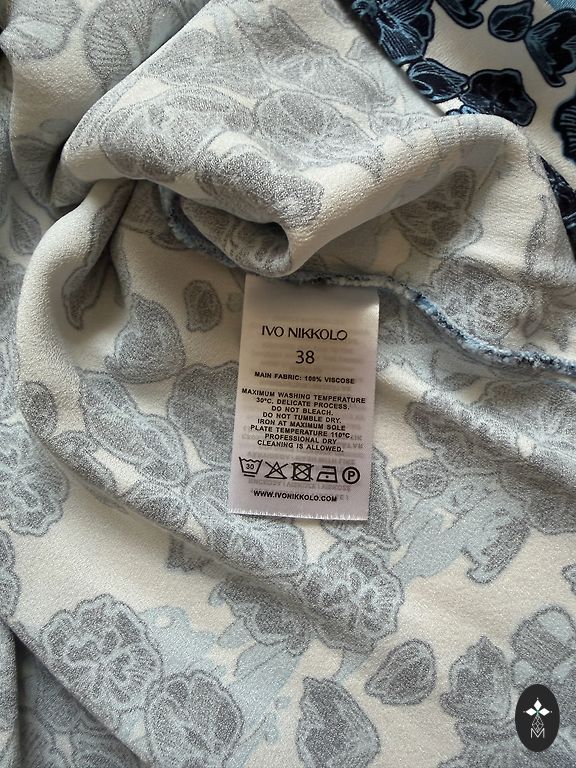 IVO NIKKOLO
38
MAIN FABRIC: 100% VISCOSE
MAXIMUM WASHING TEMPERATURE
30°C. DELICATE PROCESS.
DO NOT BLEACH.
DO NOT TUMBLE DRY.
IRON AT MAXIMUM SOLE
PLATE TEMPERATURE 110°C.
PROFESSIONAL DRY
CLEANING IS ALLOWED.
30 P
WWW.IVONIKKOLO.COM
M